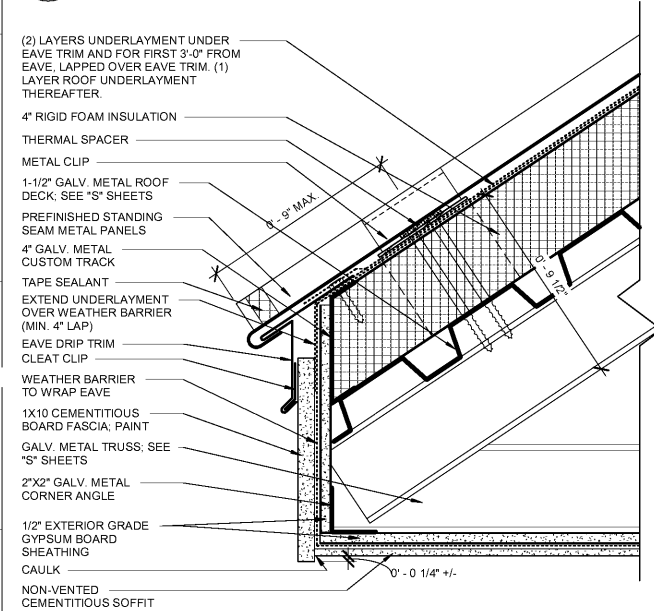 (2) LAYERS UNDERLAYMENT UNDER
EAVE TRIM AND FOR FIRST 3'-0" FROM
EAVE, LAPPED OVER EAVE TRIM. (1)
LAYER ROOF UNDERLAYMENT
THEREAFTER.
4" RIGID FOAM INSULATION
THERMAL SPACER
METAL CLIP
1-1/2" GALV. METAL ROOF
DECK; SEE "S" SHEETS
PREFINISHED STANDING
SEAM METAL PANELS
4" GALV. METAL
CUSTOM TRACK
TAPE SEALANT
EXTEND UNDERLAYMENT
OVER WEATHER BARRIER
(MIN. 4" LAP)
EAVE DRIP TRIM
CLEAT CLIP
WEATHER BARRIER
TO WRAP EAVE
1X10 CEMENTITIOUS
BOARD FASCIA; PAINT
GALV. METAL TRUSS; SEE
"S" SHEETS
2"X2" GALV. METAL
CORNER ANGLE
1/2" EXTERIOR GRADE
GYPSUM BOARD
SHEATHING
CAULK
NON-VENTED
CEMENTITIOUS SOFFIT
0' - 9" MAX.
0' - 9 1/2"
0' - 0 1/4" +/-